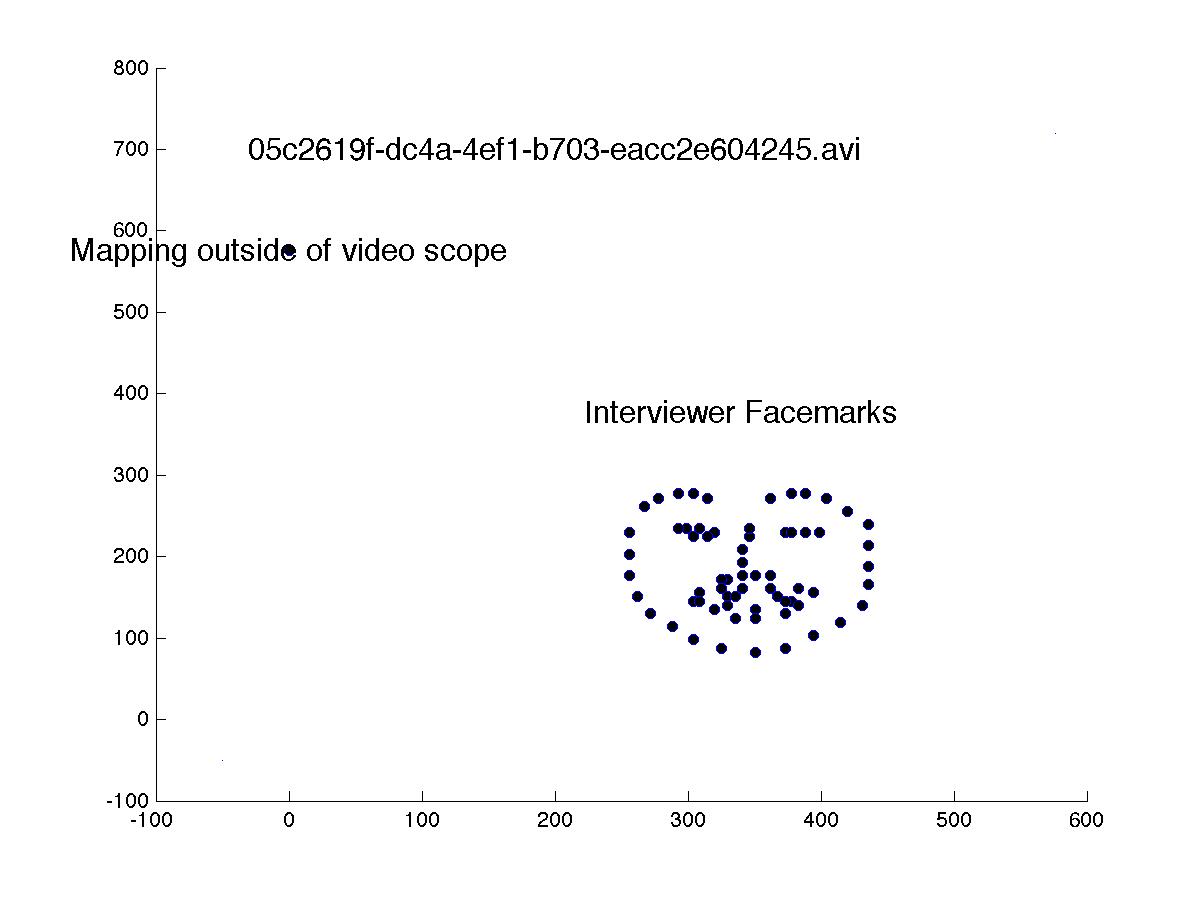 800
700
05c2619f-dc4a-4ef1-b703-eacc2e604245.avi
600
Mapping outside of video scope
500
400
Interviewer Facemarks
300
200
100
0
-100
-100 0 100 200 300 400 500 600